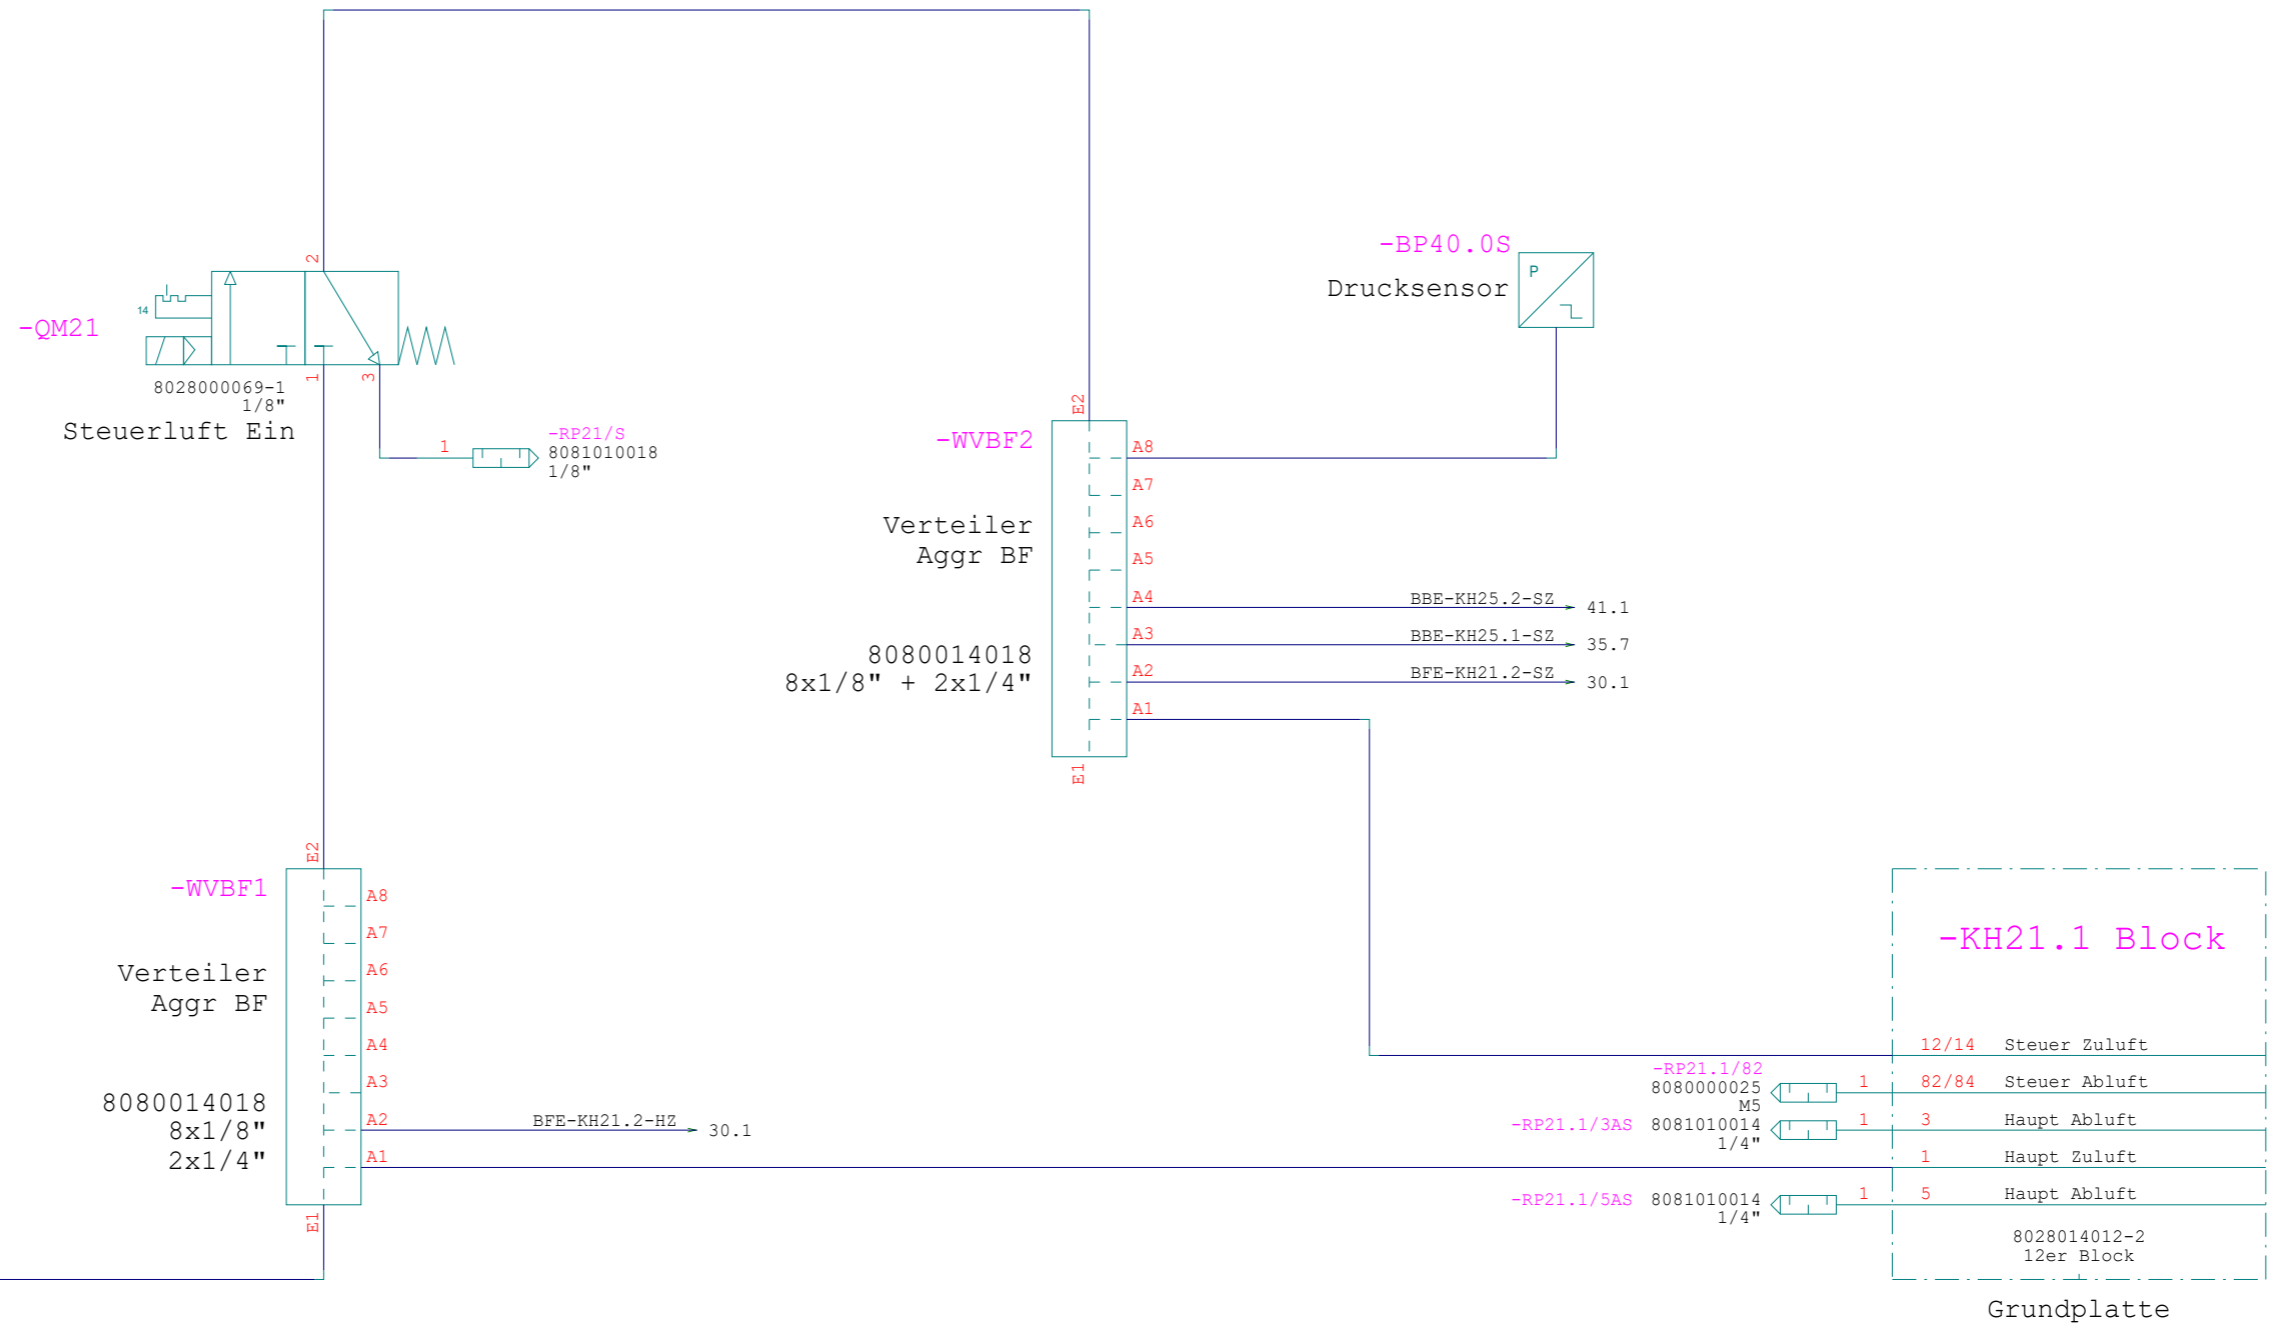 -QM21
14
2
1
3
8028000069-1
1/8"
Steuerluft Ein
1
-RP21/S
8081010018
1/8"
-BP40.0S
Drucksensor
P
-WVBF2
Verteiler
Aggr BF
8080014018
8x1/8" + 2x1/4"
E2
A8
A7
A6
A5
A4
A3
A2
A1
E1
BBE-KH25.2-SZ
41.1
BBE-KH25.1-SZ
35.7
BFE-KH21.2-SZ
30.1
-WVBF1
Verteiler
Aggr BF
8080014018
8x1/8"
2x1/4"
E2
A8
A7
A6
A5
A4
A3
A2
A1
E1
BFE-KH21.2-HZ
30.1
-KH21.1 Block
12/14 Steuer Zuluft
-RP21.1/82
8080000025
M5
1
82/84 Steuer Abluft
-RP21.1/3AS
8081010014
1/4"
1
3 Haupt Abluft
1 Haupt Zuluft
-RP21.1/5AS
8081010014
1/4"
1
5 Haupt Abluft
8028014012-2
12er Block
Grundplatte